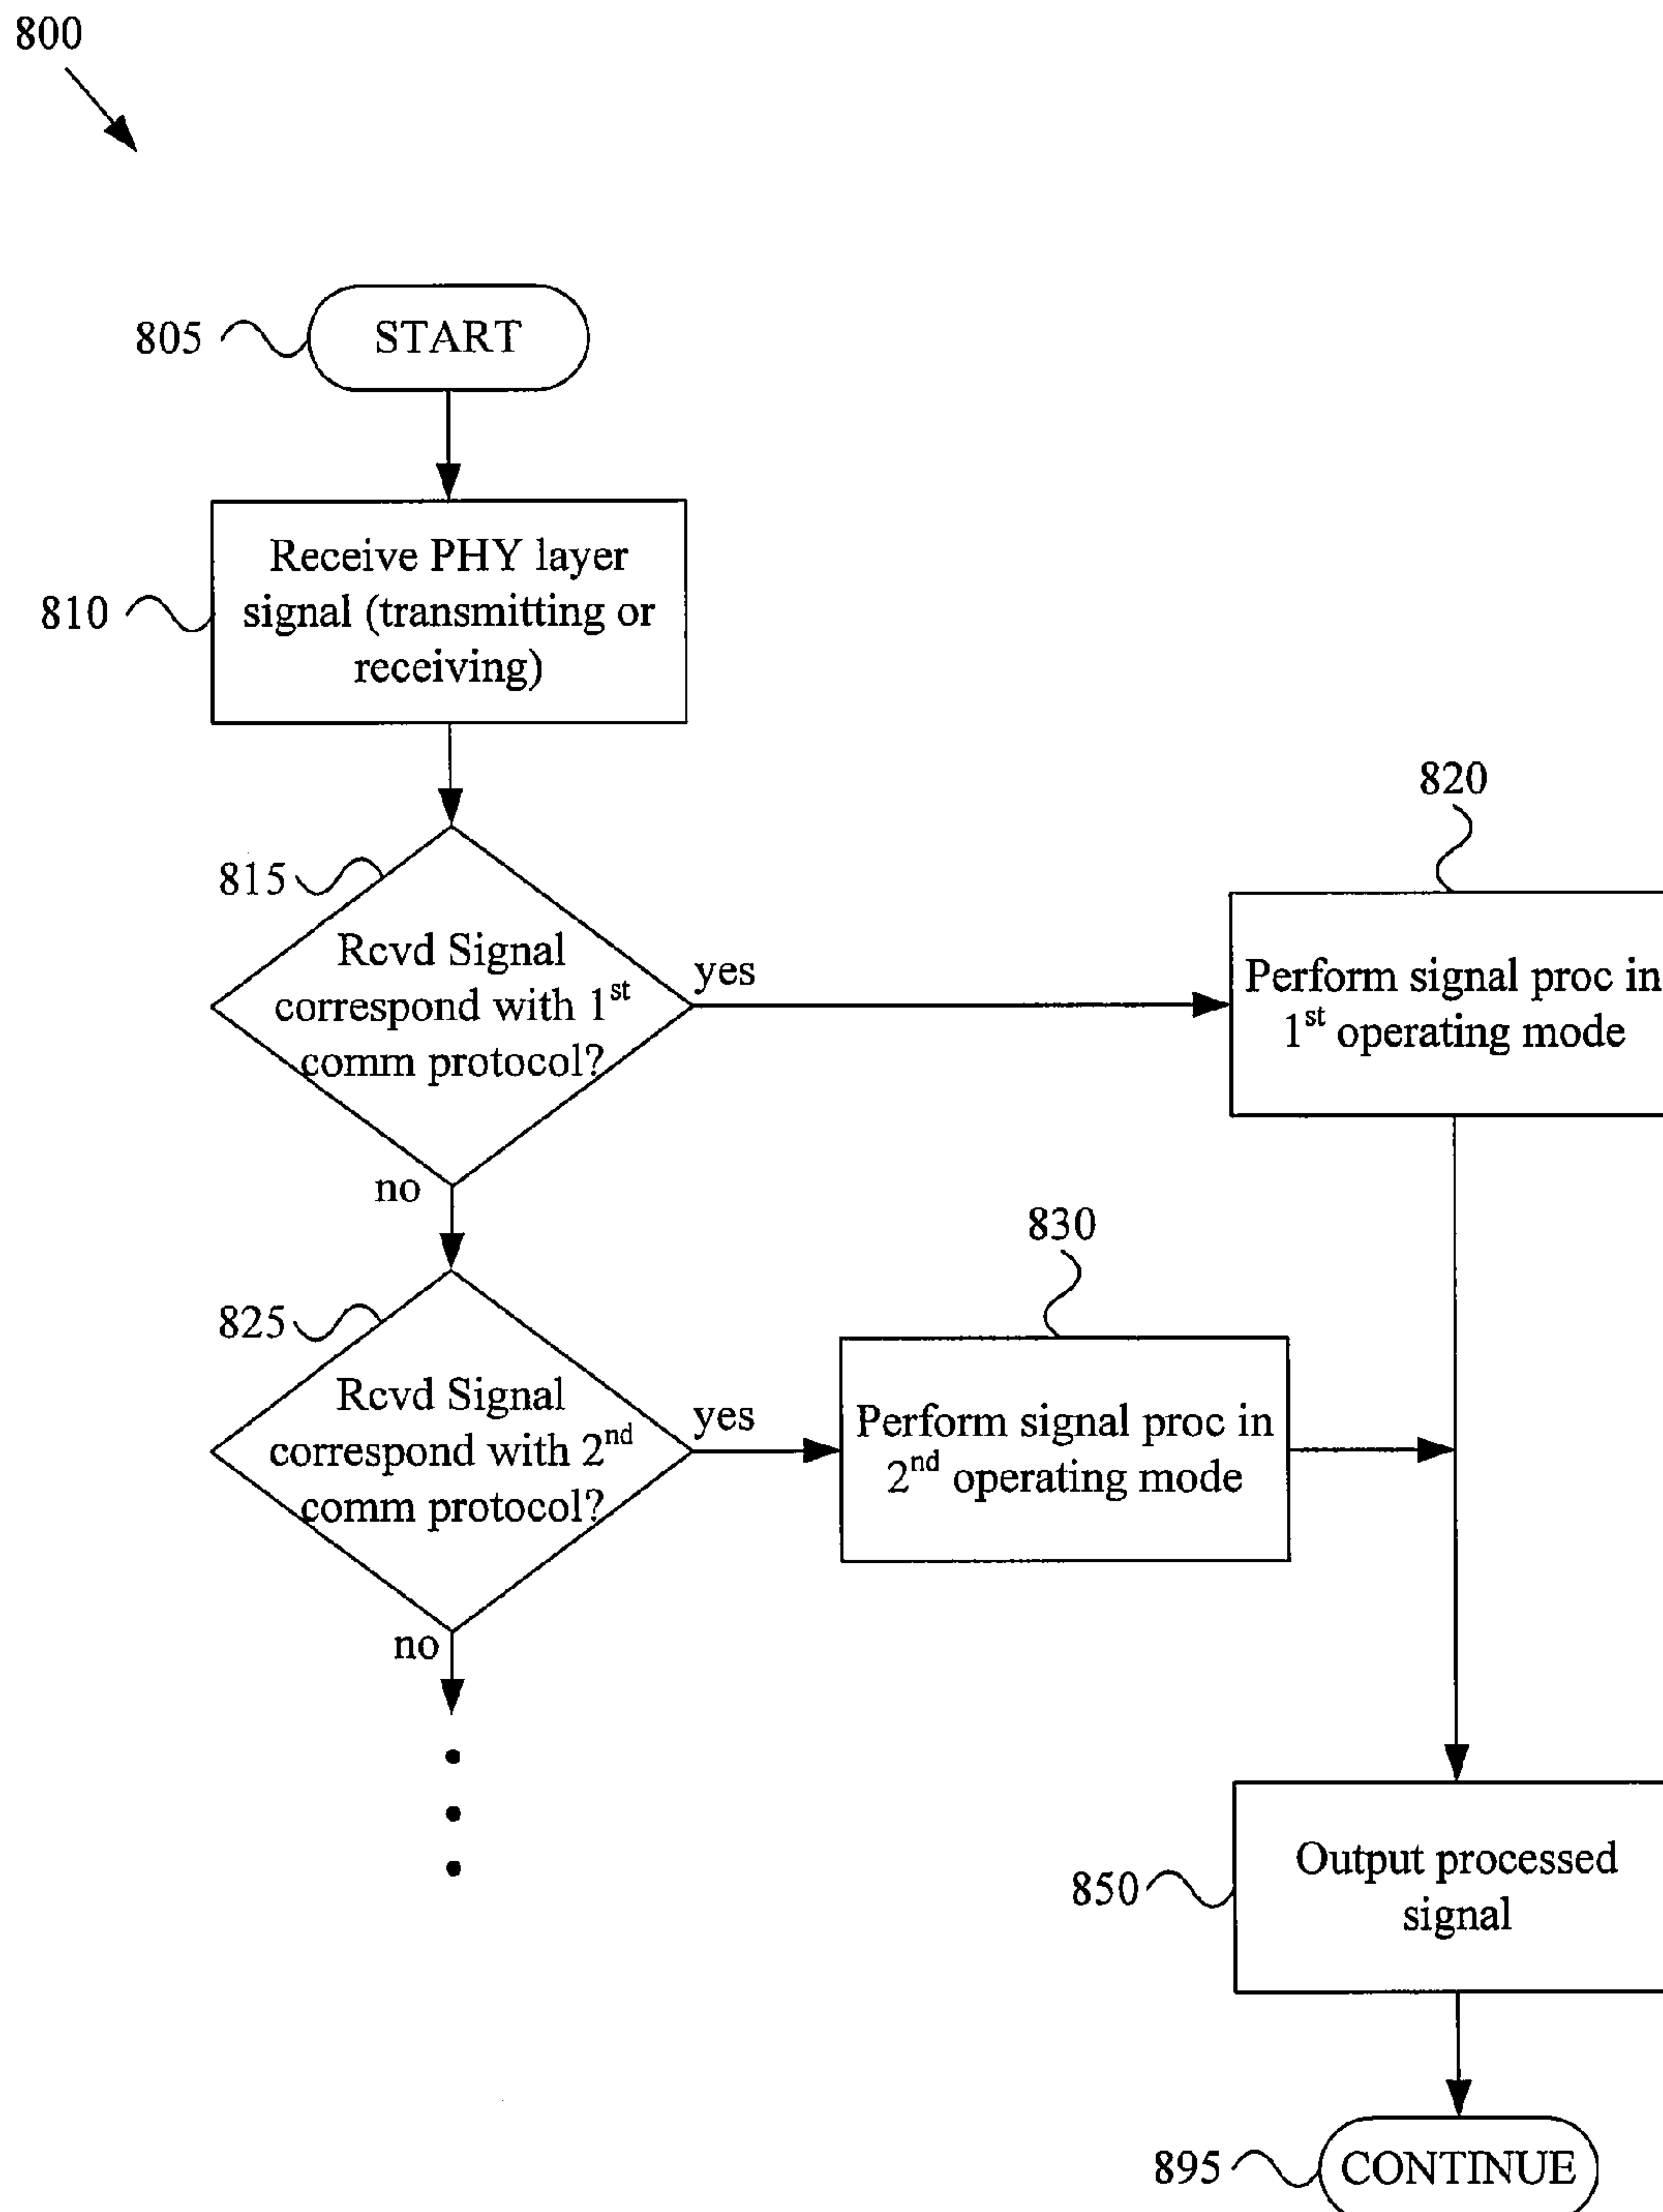 800
805
START
Receive PHY layer
signal (transmitting or
receiving)
810
820
815
Rcvd Signal
correspond with 1st
comm protocol?
yes
no
Perform signal proc in
1st operating mode
830
825
Rcvd Signal
correspond with 2nd
comm protocol?
yes
no
Perform signal proc in
2nd operating mode
850
Output processed
signal
895
CONTINUE